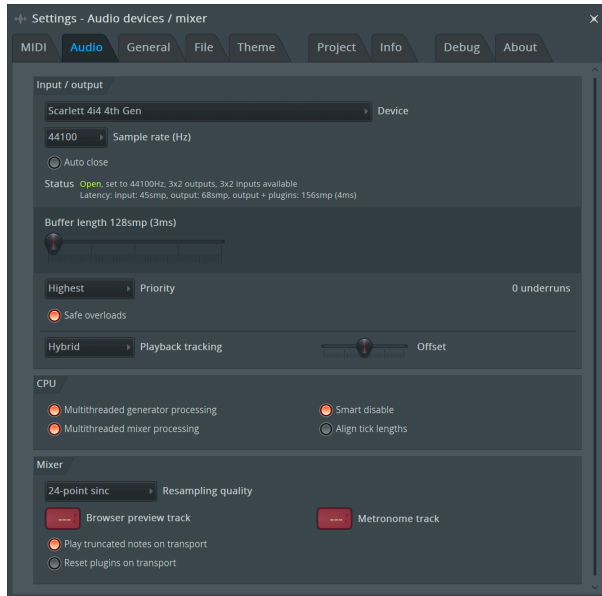 Settings - Audio devices / mixer
MIDI Audio General File Theme Project Info Debug About
Input / output
Scarlett 4i4 4th Gen Device
44100 Sample rate (Hz)
Auto close
Status Open, set to 44100Hz, 3x2 outputs, 3x2 inputs available
Latency: input: 45smp, output: 68smp, output + plugins: 156smp (4ms)
Buffer length 128smp (3ms)
Highest Priority 0 underruns
Safe overloads
Hybrid Playback tracking Offset
CPU
Multithreaded generator processing Smart disable
Multithreaded mixer processing Align tick lengths
Mixer
24-point sinc Resampling quality
--- Browser preview track --- Metronome track
Play truncated notes on transport
Reset plugins on transport